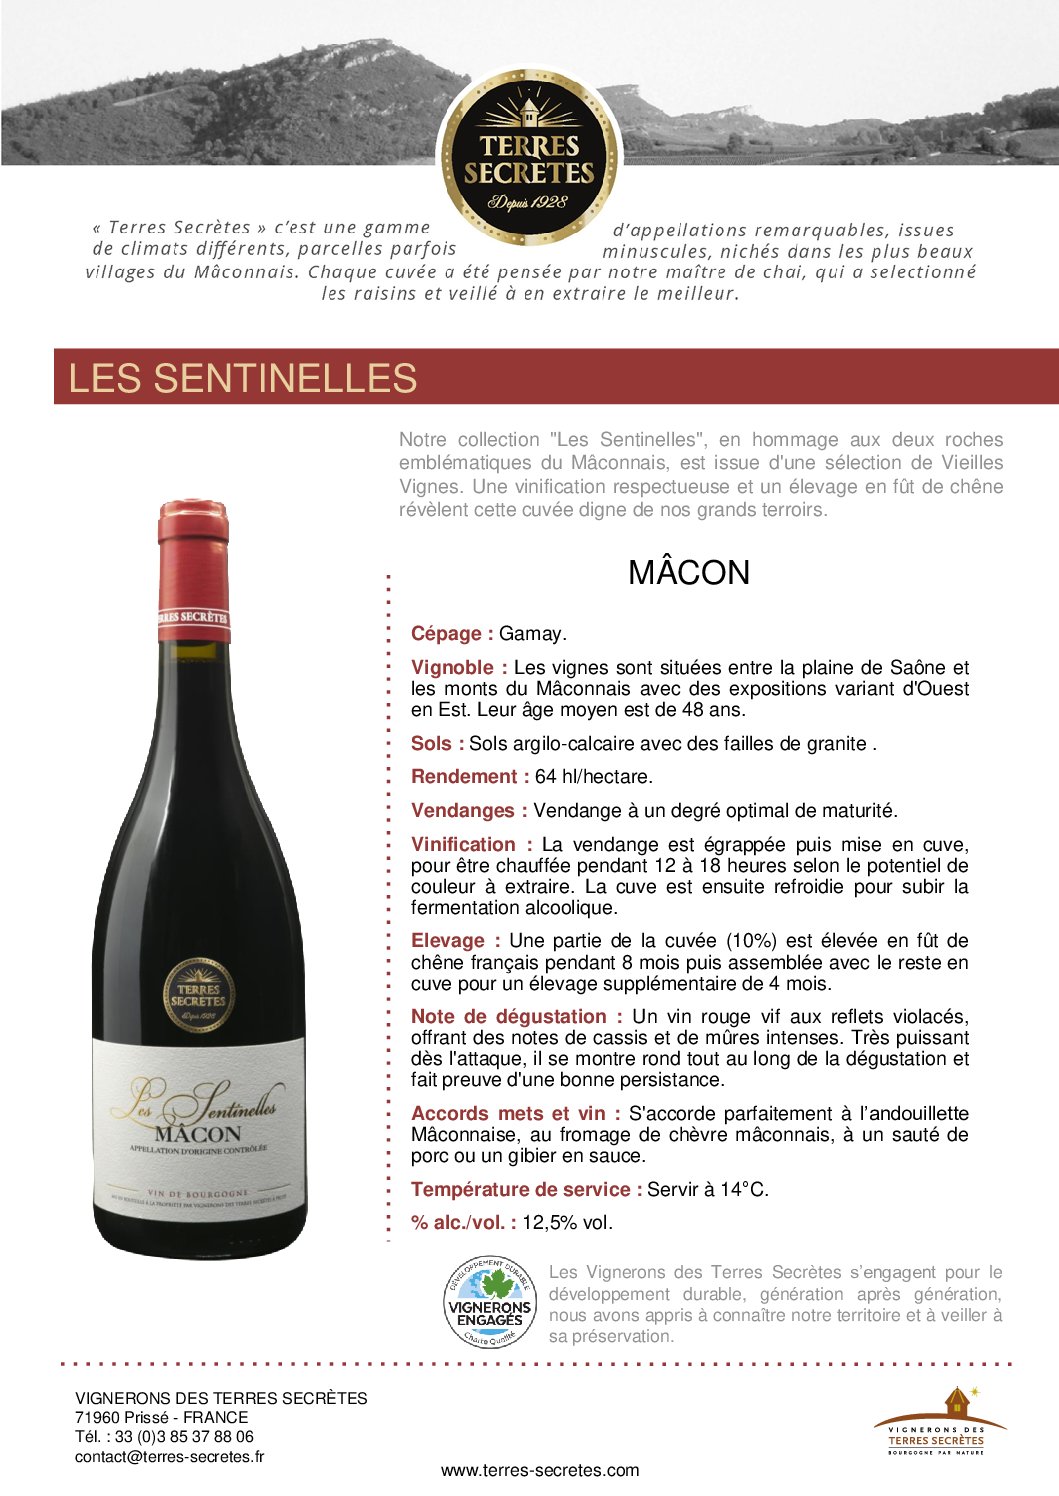 TERRES
SECRETES
Depuis 1928
« Terres Secrètes » c’est une gamme d’appellations remarquables, issues
de climats différents, parcelles parfois minuscules, nichés dans les plus beaux
villages du Mâconnais. Chaque cuvée a été pensée par notre maître de chai, qui a selectionné
les raisins et veillé à en extraire le meilleur.
LES SENTINELLES
Notre collection "Les Sentinelles", en hommage aux deux roches
emblématiques du Mâconnais, est issue d'une sélection de Vieilles
Vignes. Une vinification respectueuse et un élevage en fût de chêne
révèlent cette cuvée digne de nos grands terroirs.
MÂCON
Cépage : Gamay.
Vignoble : Les vignes sont situées entre la plaine de Saône et
les monts du Mâconnais avec des expositions variant d'Ouest
en Est. Leur âge moyen est de 48 ans.
Sols : Sols argilo-calcaire avec des failles de granite .
Rendement : 64 hl/hectare.
Vendanges : Vendange à un degré optimal de maturité.
Vinification : La vendange est égrappée puis mise en cuve,
pour être chauffée pendant 12 à 18 heures selon le potentiel de
couleur à extraire. La cuve est ensuite refroidie pour subir la
fermentation alcoolique.
Elevage : Une partie de la cuvée (10%) est élevée en fût de
chêne français pendant 8 mois puis assemblée avec le reste en
cuve pour un élevage supplémentaire de 4 mois.
Note de dégustation : Un vin rouge vif aux reflets violacés,
offrant des notes de cassis et de mûres intenses. Très puissant
dès l'attaque, il se montre rond tout au long de la dégustation et
fait preuve d'une bonne persistance.
Accords mets et vin : S'accorde parfaitement à l’andouillette
Mâconnaise, au fromage de chèvre mâconnais, à un sauté de
porc ou un gibier en sauce.
Température de service : Servir à 14°C.
% alc./vol. : 12,5% vol.
ERRES SECRÈTES
TERRES
SECRETES
Depuis 1928
Les Sentinelles
MÂCON
APPELLATION D'ORIGINE CONTRÔLÉE
VIN DE BOURGOGNE
MIS EN BOUTEILLE À LA PROPRIÉTÉ PAR VIGNERONS DES TERRES SECRÈTES À
DÉVELOPPEMENT DURABLE
VIGNERONS
ENGAGÉS
Charte Qualité
Les Vignerons des Terres Secrètes s’engagent pour le
développement durable, génération après génération,
nous avons appris à connaître notre territoire et à veiller à
sa préservation.
VIGNERONS DES TERRES SECRÈTES
71960 Prissé - FRANCE
Tél. : 33 (0)3 85 37 88 06
contact@terres-secretes.fr
www.terres-secretes.com
VIGNERONS DES
TERRES SECRÈTES
BOURGOGNE PAR NATURE